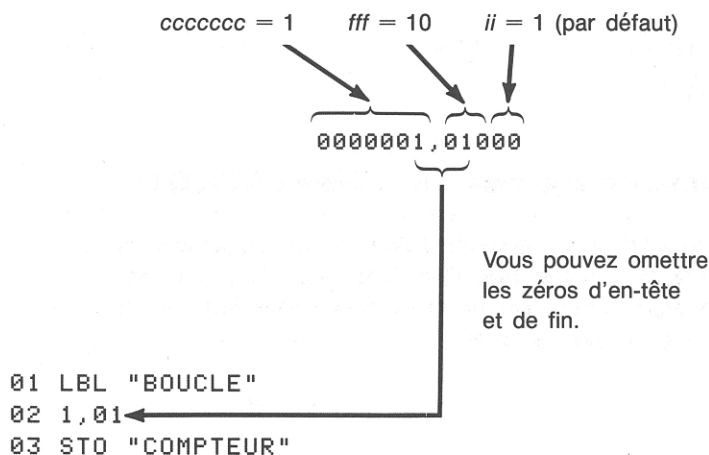 ccccccc = 1 fff = 10 ii = 1 (par défaut)
0000001,01000
Vous pouvez omettre
les zéros d'en-tête
et de fin.
01 LBL "BOUCLE"
02 1,01
03 STO "COMPTEUR"